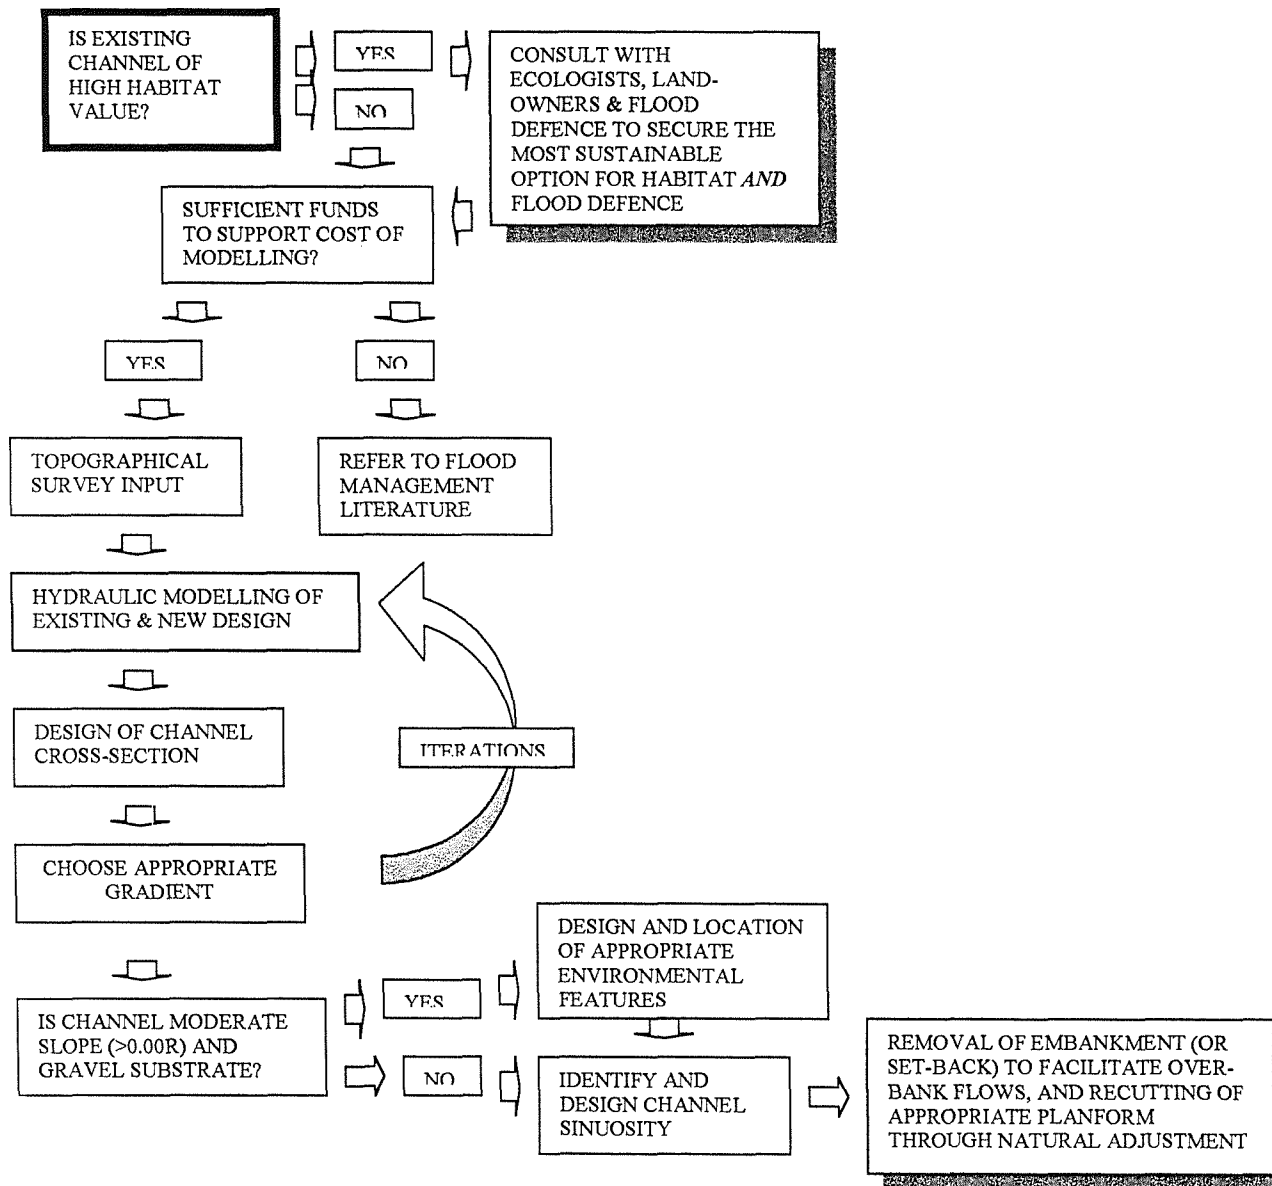 IS EXISTING
CHANNEL OF
HIGH HABITAT
VALUE?
YES
NO
CONSULT WITH
ECOLOGISTS, LAND-
OWNERS & FLOOD
DEFENCE TO SECURE THE
MOST SUSTAINABLE
OPTION FOR HABITAT AND
FLOOD DEFENCE
SUFFICIENT FUNDS
TO SUPPORT COST OF
MODELLING?
YES
NO
TOPOGRAPHICAL
SURVEY INPUT
REFER TO FLOOD
MANAGEMENT
LITERATURE
HYDRAULIC MODELLING OF
EXISTING & NEW DESIGN
DESIGN OF CHANNEL
CROSS-SECTION
ITERATIONS
CHOOSE APPROPRIATE
GRADIENT
IS CHANNEL MODERATE
SLOPE (>0.00R) AND
GRAVEL SUBSTRATE?
YES
NO
DESIGN AND LOCATION
OF APPROPRIATE
ENVIRONMENTAL
FEATURES
IDENTIFY AND
DESIGN CHANNEL
SINUOSITY
REMOVAL OF EMBANKMENT (OR
SET-BACK) TO FACILITATE OVER-
BANK FLOWS, AND RECUTTING OF
APPROPRIATE PLANFORM
THROUGH NATURAL ADJUSTMENT